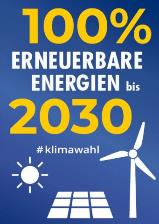 100%
ERNEUERBARE
ENERGIEN bis
2030
#klimawahl